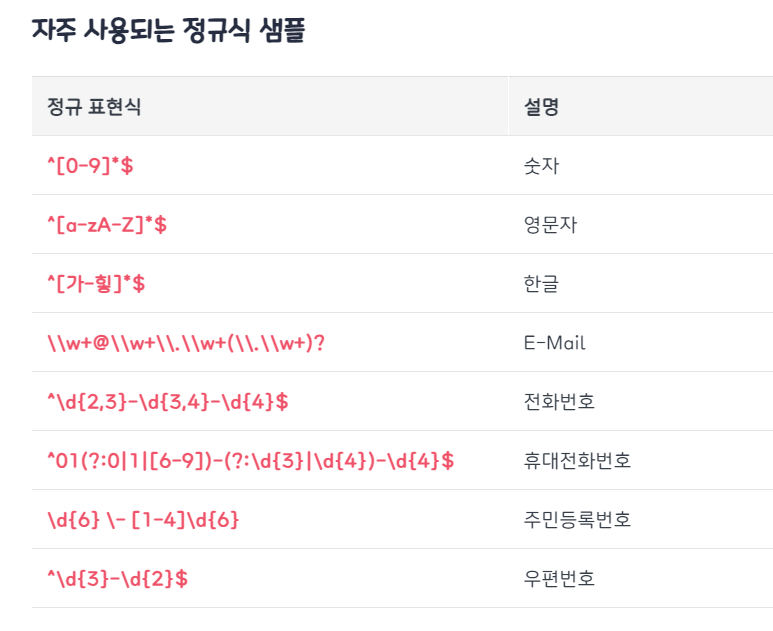 자주 사용되는 정규식 샘플
정규 표현식 설명
^[0-9]*$ 숫자
^[a-zA-Z]*$ 영문자
^[가-힣]*$ 한글
\\w+@\\w+\\.\\w+(\\.\\w+)? E-Mail
^\d{2,3}-\d{3,4}-\d{4}$ 전화번호
^01(?:0|1|[6-9])-(?:\d{3}|\d{4})-\d{4}$ 휴대전화번호
\d{6} \- [1-4]\d{6} 주민등록번호
^\d{3}-\d{2}$ 우편번호